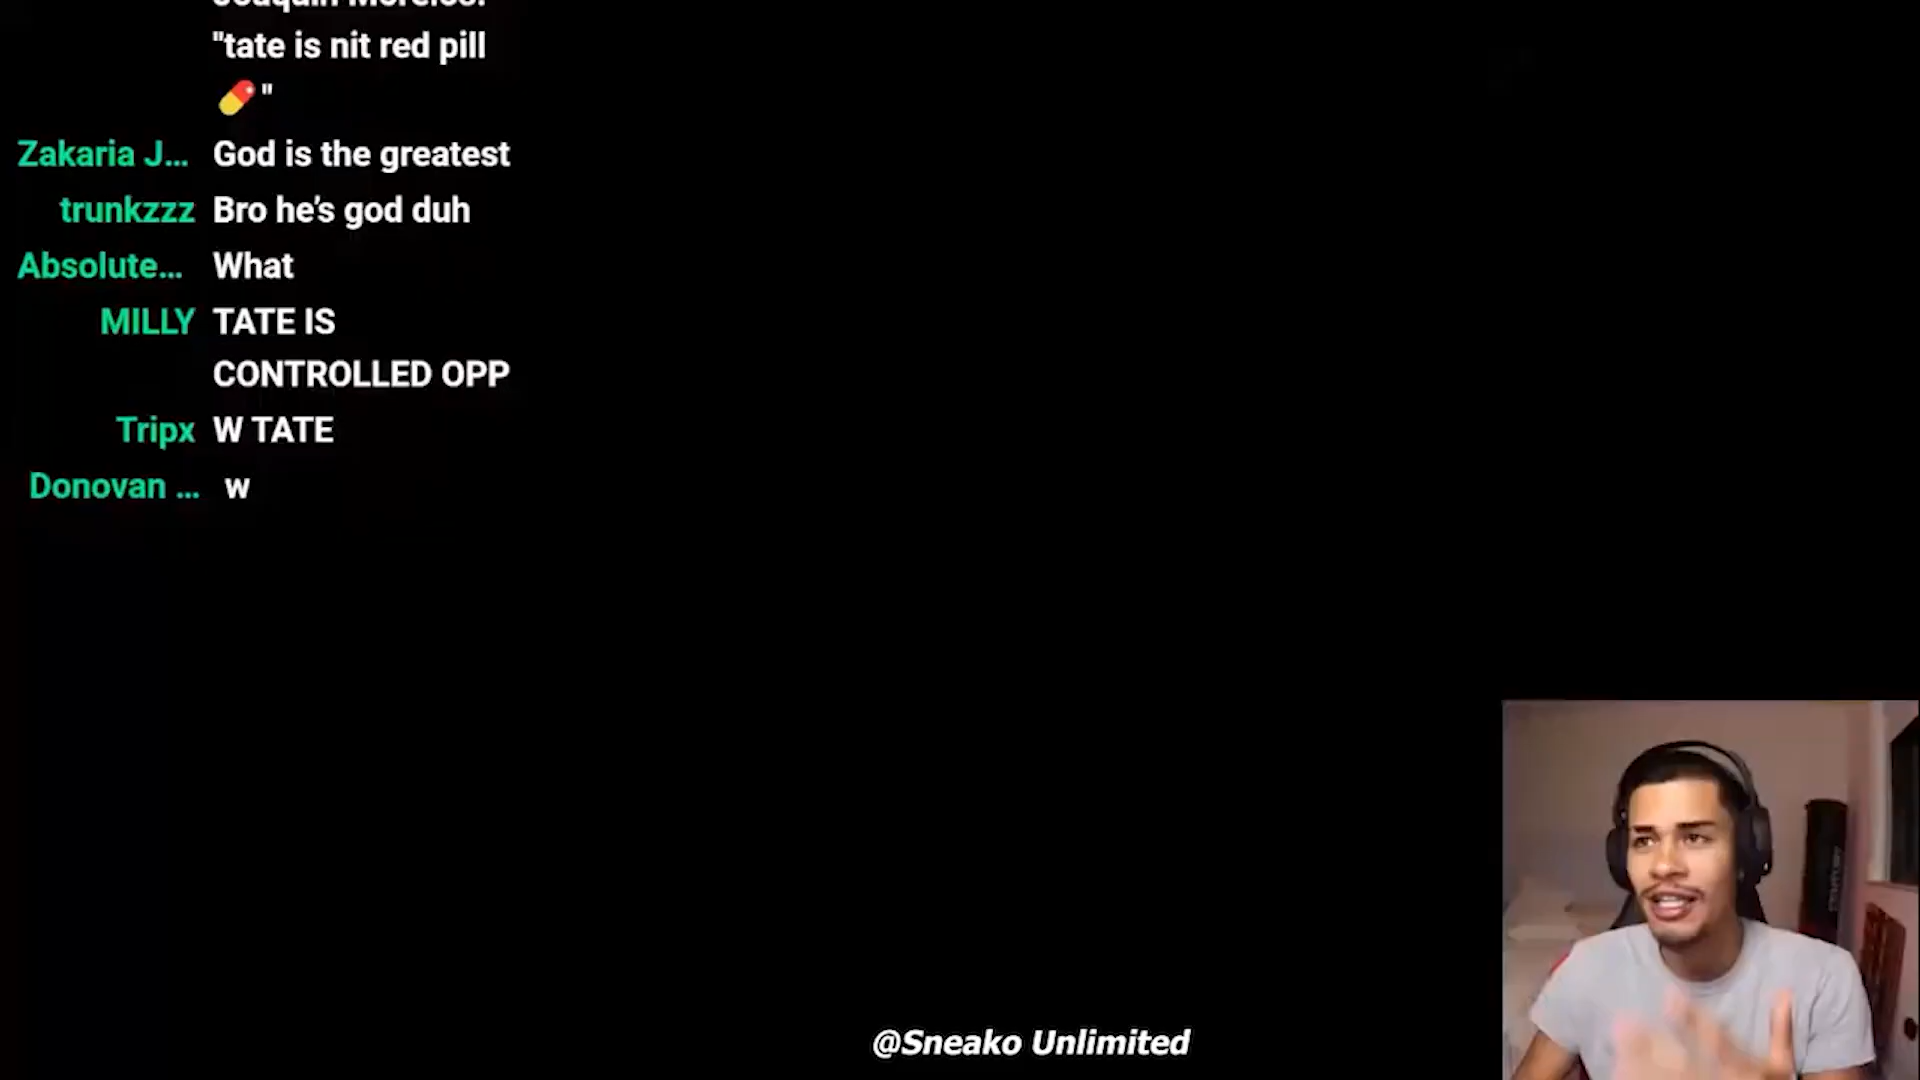 "tate is nit red pill
💊"
Zakaria J... God is the greatest
trunkzzz Bro he's god duh
Absolute... What
MILLY TATE IS
CONTROLLED OPP
Tripx W TATE
Donovan ... w
@Sneako Unlimited